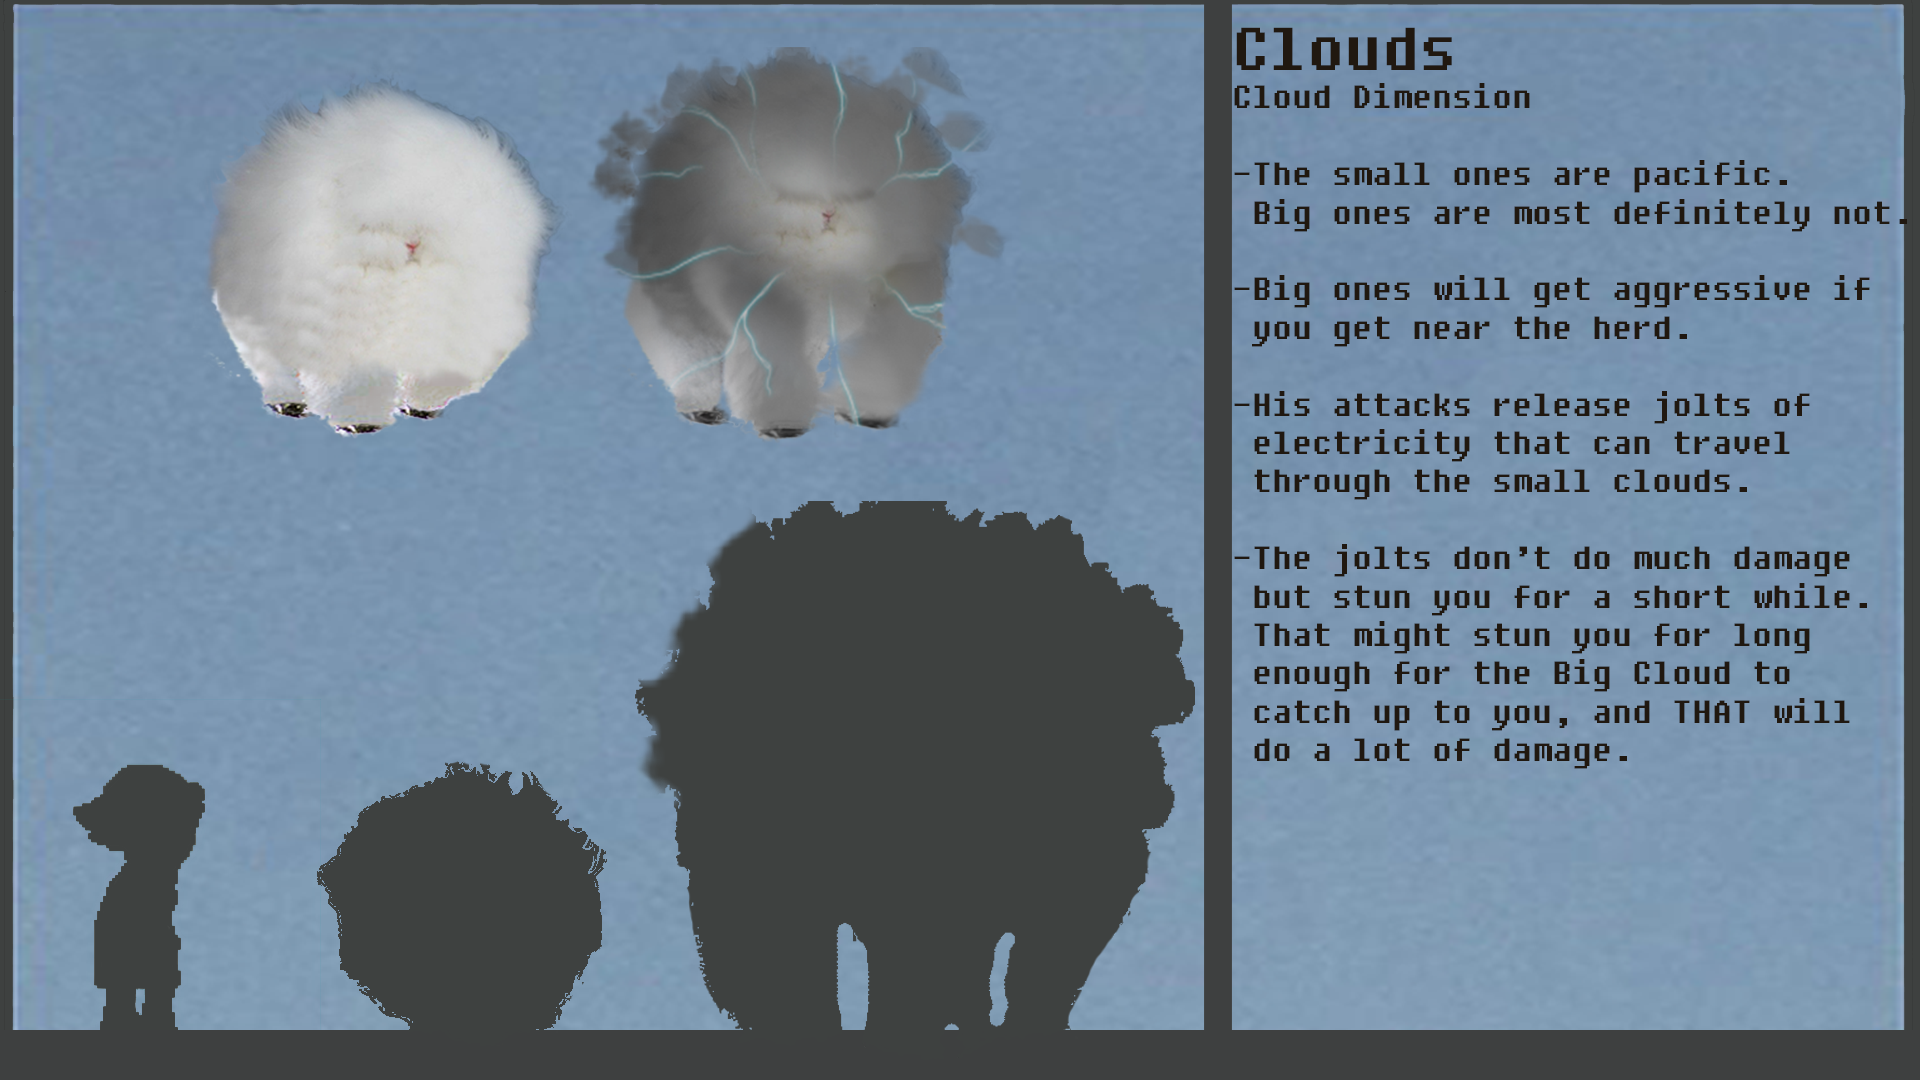 Clouds
Cloud Dimension
-The small ones are pacific.
Big ones are most definitely not.
-Big ones will get aggressive if
you get near the herd.
-His attacks release jolts of
electricity that can travel
through the small clouds.
-The jolts don't do much damage
but stun you for a short while.
That might stun you for long
enough for the Big Cloud to
catch up to you, and THAT will
do a lot of damage.